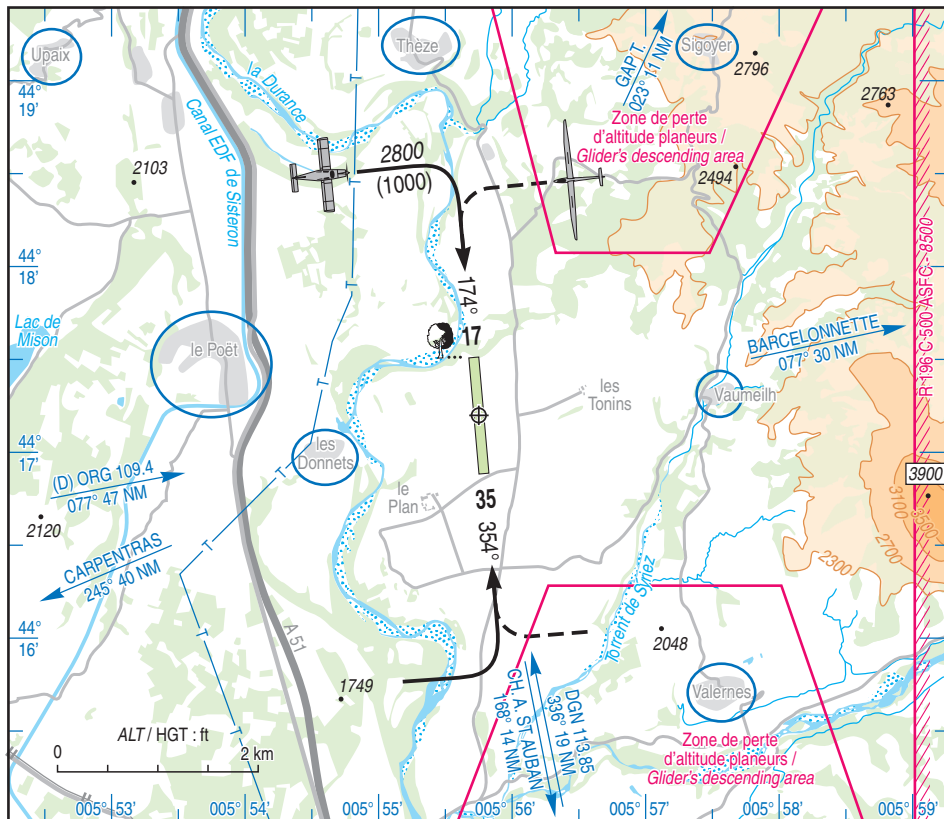 Upaix
Thèze
Sigoyer
2796
2763
44°
19'
la Durance
Canal EDF
de Sisteron
GAP T.
023° 11 NM
Zone de perte
d'altitude planeurs /
Glider's descending area
2494
2103
2800
(1000)
174°
44°
18'
Lac de
Mison
le Poët
17
BARCELONNETTE
077° 30 NM
R 196 C 500 ASFC - 8500
les
Tonins
Vaumeilh
44°
17'
les
Donnets
(D) ORG 109.4
077° 47 NM
le
Plan
35
354°
3900
3500
3100
2700
2300
2120
CARPENTRAS
245° 40 NM
T
T
T
T
T
T
T
Torrent de Syriez
44°
16'
A 51
1749
2048
Valernes
CH. A. ST AUBAN
168° 14 NM
DGN 113.85
336° 19 NM
Zone de perte
d'altitude planeurs /
Glider's descending area
ALT / HGT : ft
0 2 km
005° 53' 005° 54' 005° 55' 005° 56' 005° 57' 005° 58' 005° 59'